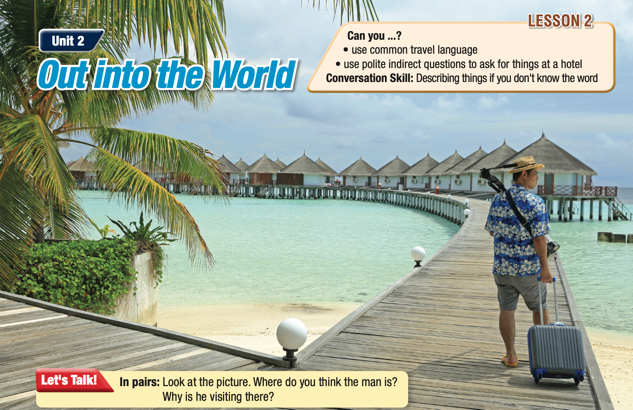 LESSON 2
Unit 2
Out into the World
Can you ...?
• use common travel language
• use polite indirect questions to ask for things at a hotel
Conversation Skill: Describing things if you don't know the word
Let's Talk!
In pairs: Look at the picture. Where do you think the man is?
Why is he visiting there?